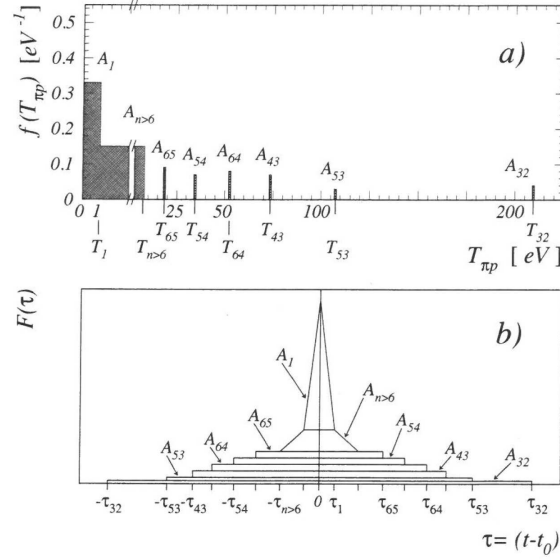 f(T_πp) [eV⁻¹]
0.5
0.4
0.3
0.2
0.1
0
a)
A_1
A_n>6
A_65
A_54
A_64
A_43
A_53
A_32
0 1 25 50 100 150 200
T_1 T_n>6 T_65 T_54 T_64 T_43 T_53 T_32
T_πp [eV]
F(τ)
b)
A_1
A_n>6
A_65
A_54
A_64
A_43
A_53
A_32
-τ_32 -τ_53 -τ_43 -τ_54 -τ_n>6 0 τ_1 τ_65 τ_64 τ_53 τ_32
τ= (t-t_0)